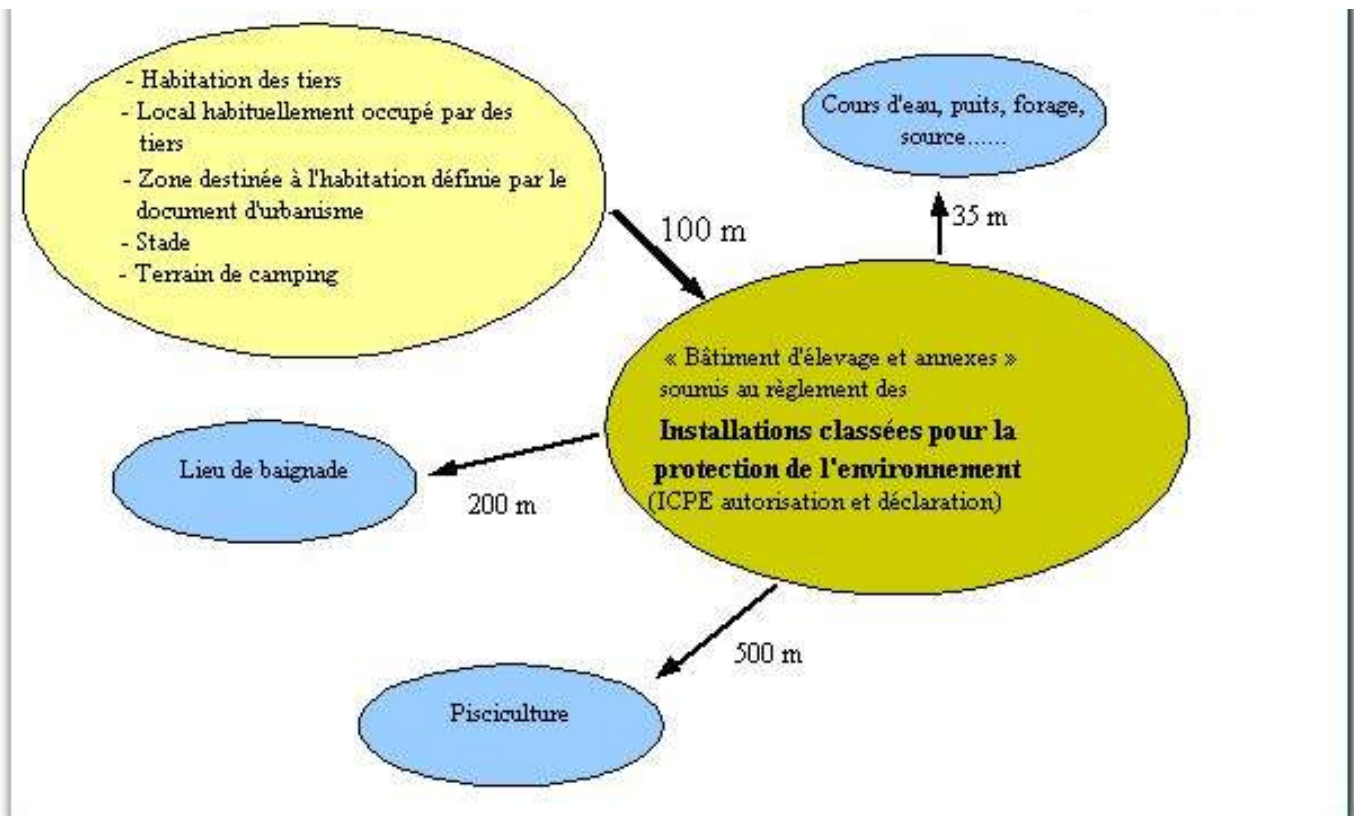 - Habitation des tiers
- Local habituellement occupé par des
tiers
- Zone destinée à l'habitation définie par le
document d'urbanisme
- Stade
- Terrain de camping
Cours d'eau, puits, forage,
source......
100 m
35 m
« Bâtiment d'élevage et annexes »
soumis au règlement des
Installations classées pour la
protection de l'environnement
(ICPE autorisation et déclaration)
Lieu de baignade
200 m
500 m
Pisciculture